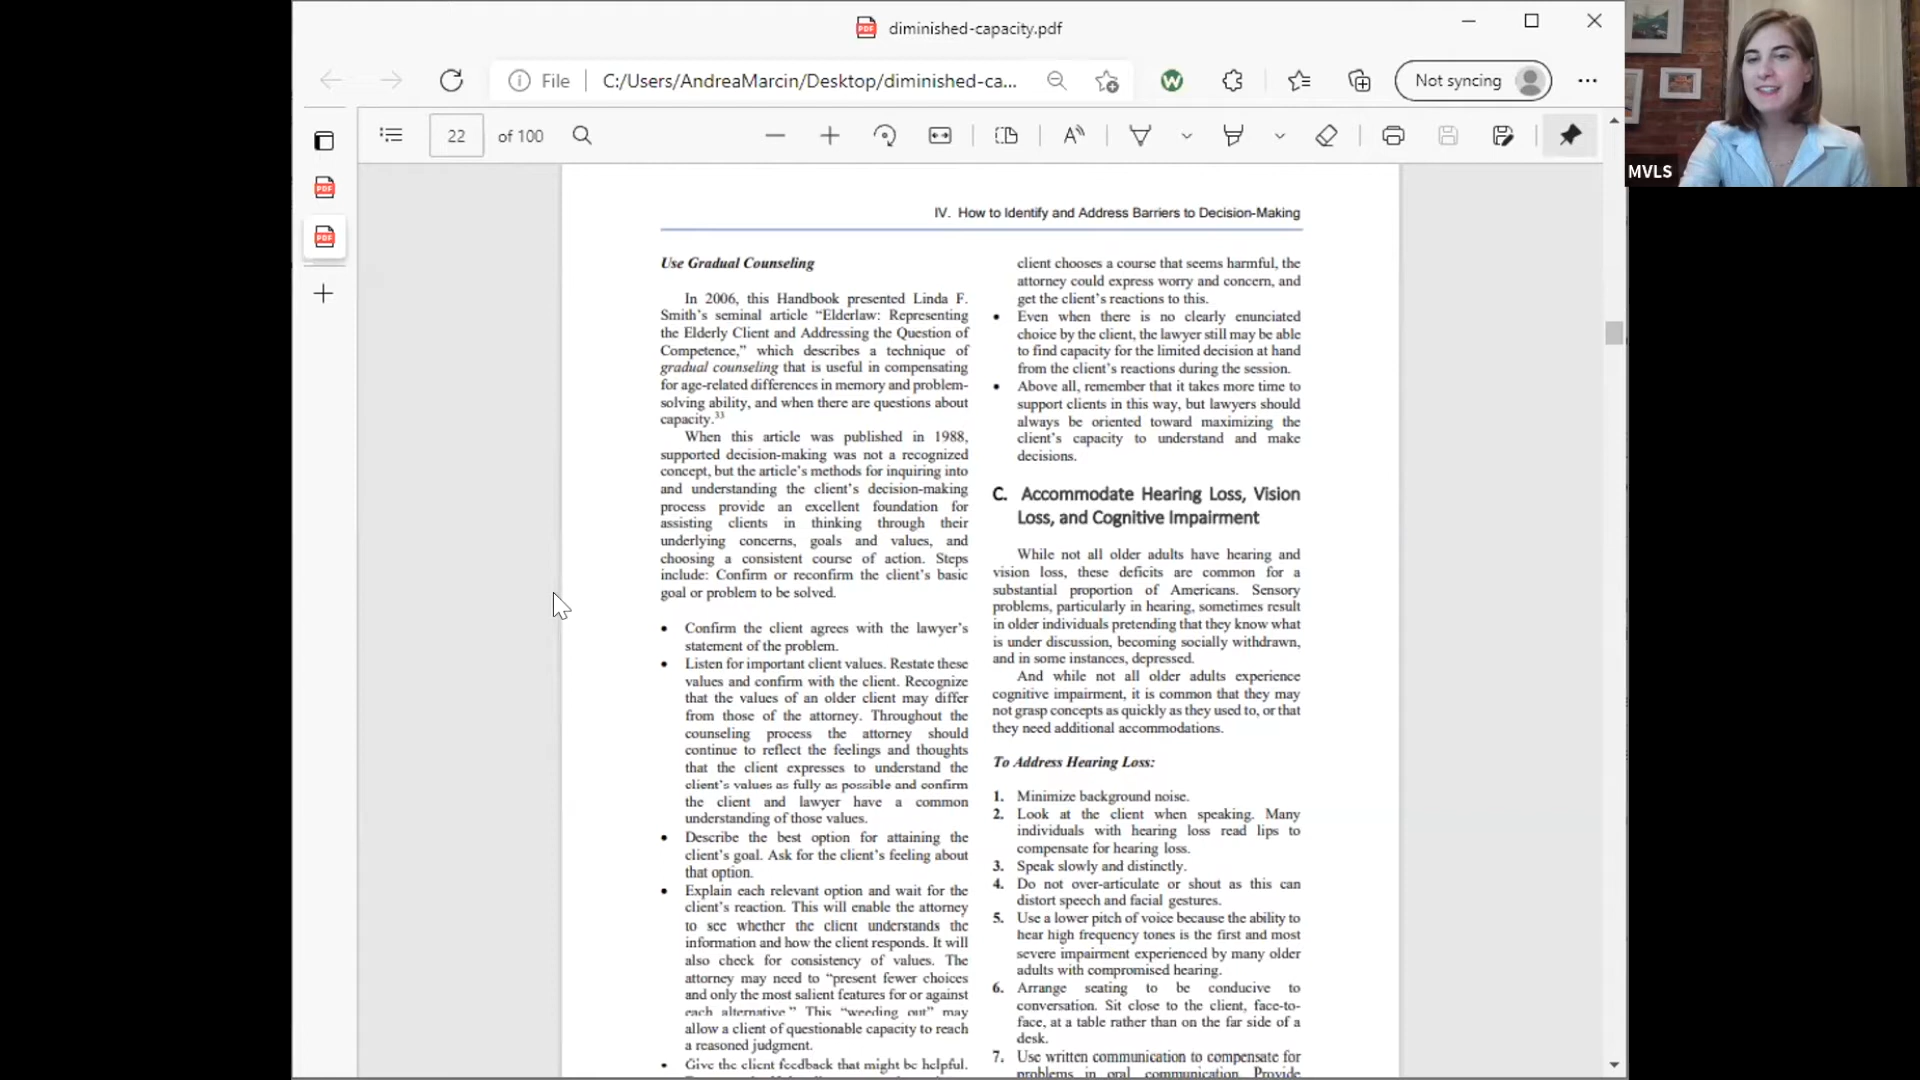 diminished-capacity.pdf
File
C:/Users/AndreaMarcin/Desktop/diminished-ca...
Not syncing
22 of 100
MVLS
IV. How to Identify and Address Barriers to Decision-Making
Use Gradual Counseling
In 2006, this Handbook presented Linda F.
Smith's seminal article “Elderlaw: Representing
the Elderly Client and Addressing the Question of
Competence,” which describes a technique of
gradual counseling that is useful in compensating
for age-related differences in memory and problem-
solving ability, and when there are questions about
capacity.33
When this article was published in 1988,
supported decision-making was not a recognized
concept, but the article's methods for inquiring into
and understanding the client's decision-making
process provide an excellent foundation for
assisting clients in thinking through their
underlying concerns, goals and values, and
choosing a consistent course of action. Steps
include: Confirm or reconfirm the client's basic
goal or problem to be solved.
• Confirm the client agrees with the lawyer's
statement of the problem.
• Listen for important client values. Restate these
values and confirm with the client. Recognize
that the values of an older client may differ
from those of the attorney. Throughout the
counseling process the attorney should
continue to reflect the feelings and thoughts
that the client expresses to understand the
client's values as fully as possible and confirm
the client and lawyer have a common
understanding of those values.
• Describe the best option for attaining the
client's goal. Ask for the client's feeling about
that option.
• Explain each relevant option and wait for the
client's reaction. This will enable the attorney
to see whether the client understands the
information and how the client responds. It will
also check for consistency of values. The
attorney may need to “present fewer choices
and only the most salient features for or against
each alternative” This “weeding out” may
allow a client of questionable capacity to reach
a reasoned judgment.
• Give the client feedback that might be helpful.
client chooses a course that seems harmful, the
attorney could express worry and concern, and
get the client's reactions to this.
• Even when there is no clearly enunciated
choice by the client, the lawyer still may be able
to find capacity for the limited decision at hand
from the client's reactions during the session.
• Above all, remember that it takes more time to
support clients in this way, but lawyers should
always be oriented toward maximizing the
client's capacity to understand and make
decisions.
C. Accommodate Hearing Loss, Vision
Loss, and Cognitive Impairment
While not all older adults have hearing and
vision loss, these deficits are common for a
substantial proportion of Americans. Sensory
problems, particularly in hearing, sometimes result
in older individuals pretending that they know what
is under discussion, becoming socially withdrawn,
and in some instances, depressed.
And while not all older adults experience
cognitive impairment, it is common that they may
not grasp concepts as quickly as they used to, or that
they need additional accommodations.
To Address Hearing Loss:
1. Minimize background noise.
2. Look at the client when speaking. Many
individuals with hearing loss read lips to
compensate for hearing loss.
3. Speak slowly and distinctly.
4. Do not over-articulate or shout as this can
distort speech and facial gestures.
5. Use a lower pitch of voice because the ability to
hear high frequency tones is the first and most
severe impairment experienced by many older
adults with compromised hearing.
6. Arrange seating to be conducive to
conversation. Sit close to the client, face-to-
face, at a table rather than on the far side of a
desk.
7. Use written communication to compensate for
problems in oral communication. Provide